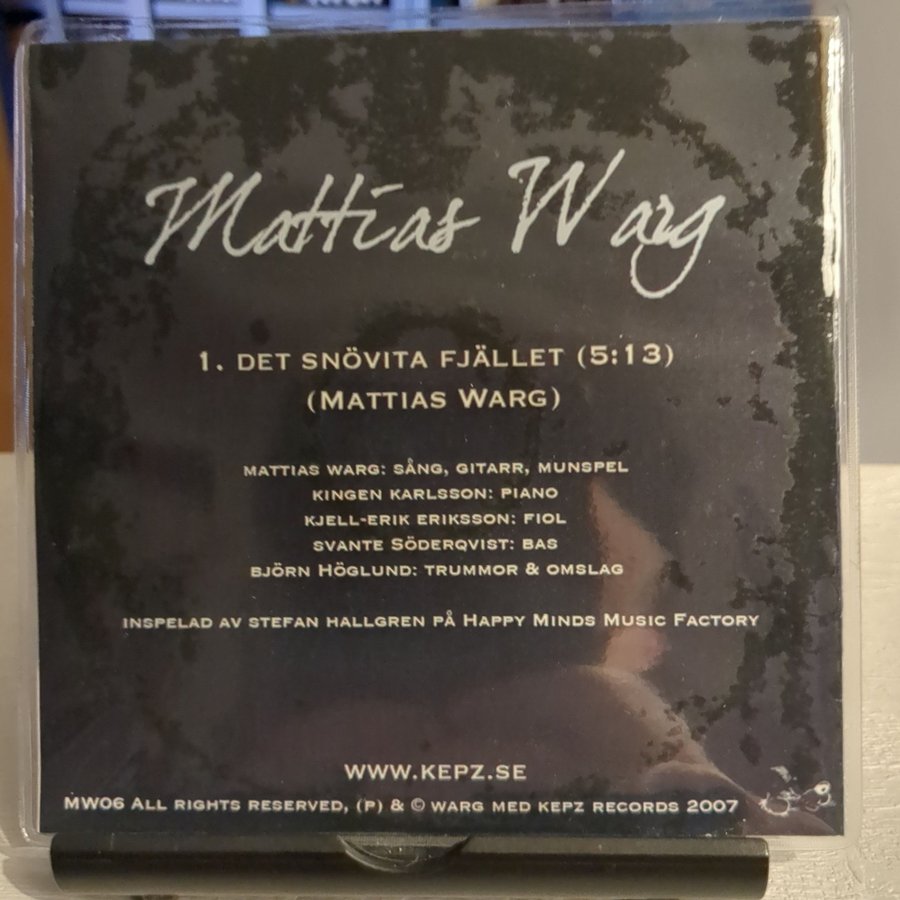 Mattias Warg
1. DET SNÖVITA FJÄLLET (5:13)
(MATTIAS WARG)
MATTIAS WARG: SÅNG, GITARR, MUNSPEL
KINGEN KARLSSON: PIANO
KJELL-ERIK ERIKSSON: FIOL
SVANTE SÖDERQVIST: BAS
BJÖRN HÖGLUND: TRUMMOR & OMSLAG
INSPELAD AV STEFAN HALLGREN PÅ HAPPY MINDS MUSIC FACTORY
WWW.KEPZ.SE
MW06 ALL RIGHTS RESERVED, (P) & © WARG MED KEPZ RECORDS 2007